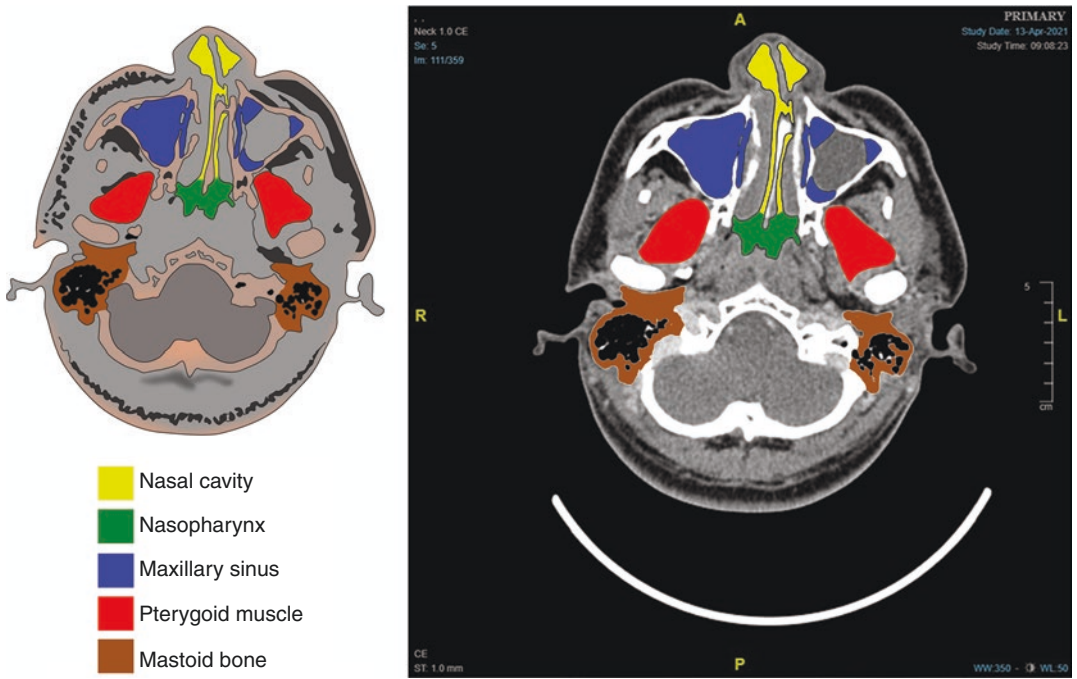 Nasal cavity
Nasopharynx
Maxillary sinus
Pterygoid muscle
Mastoid bone
. .
Neck 1.0 CE
Se: 5
Im: 111/359
A
PRIMARY
Study Date: 13-Apr-2021
Study Time: 09:08:23
R
5
L
cm
CE
ST: 1.0 mm
P
WW:350 - WL:50